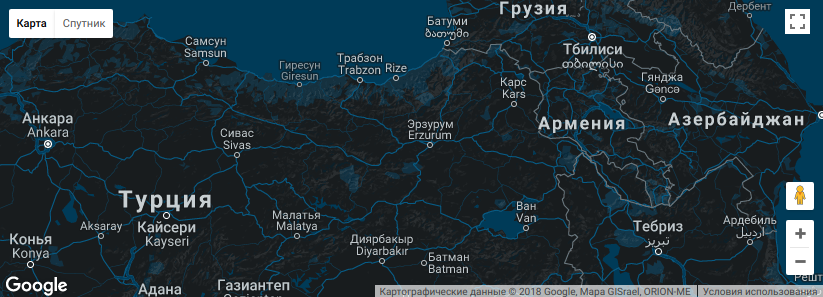 Карта
Спутник
Грузия
Дербент
Батуми
ბათუმი
Самсун
Samsun
Тбилиси
თბილისი
Гиресун
Giresun
Трабзон
Trabzon
Rize
Карс
Kars
Гянджа
Gəncə
Анкара
Ankara
Сивас
Sivas
Эрзурум
Erzurum
Армения
Азербайджан
Турция
Кайсери
Kayseri
Aksaray
Малатья
Malatya
Ван
Van
Тебриз
تبریز
Ардебиль
اردبیل
Конья
Konya
Диярбакыр
Diyarbakır
Батман
Batman
Адана
Газиантеп
Gaziantep
Решт
Google
Картографические данные © 2018 Google, Mapa GISrael, ORION-ME
Условия использования